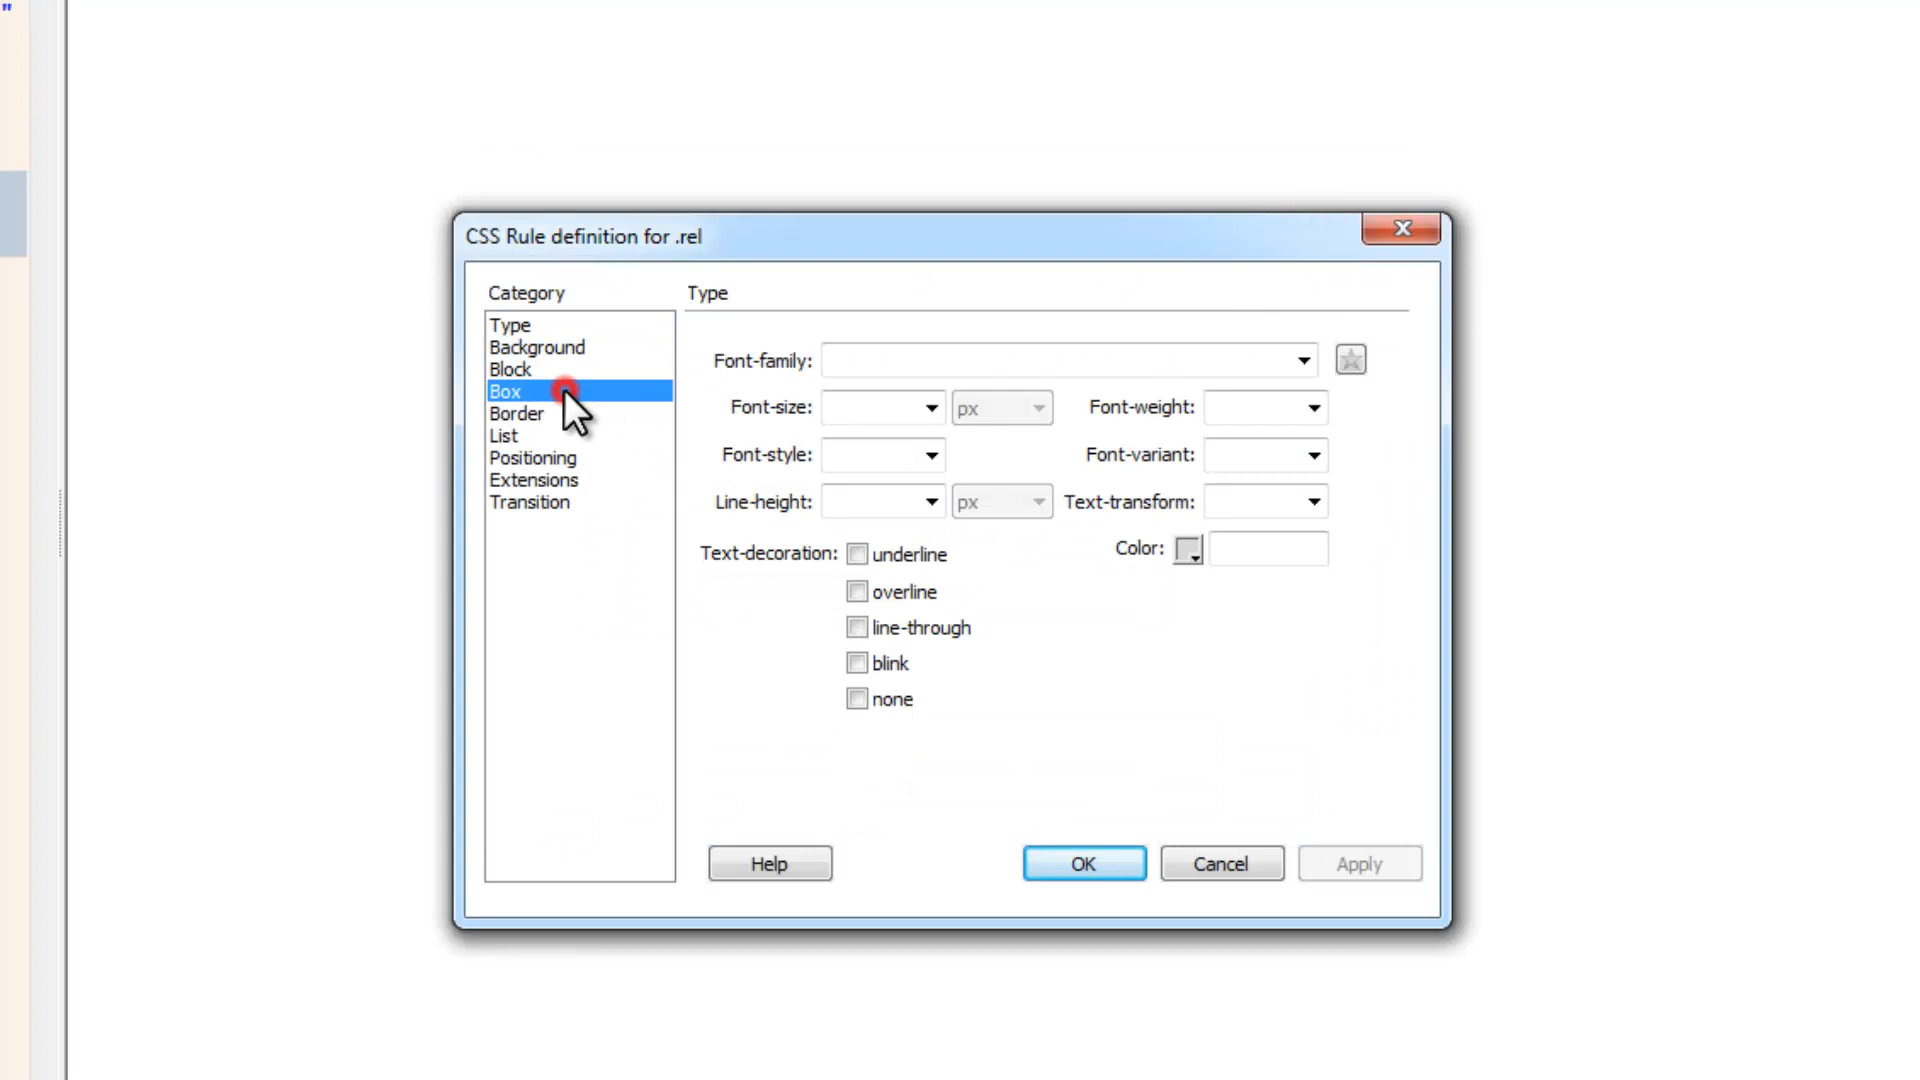 "
CSS Rule definition for .rel
Category
Type
Type
Background
Block
Box
Border
List
Positioning
Extensions
Transition
Font-family:
Font-size: px Font-weight:
Font-style: Font-variant:
Line-height: px Text-transform:
Text-decoration: underline Color:
overline
line-through
blink
none
Help OK Cancel Apply